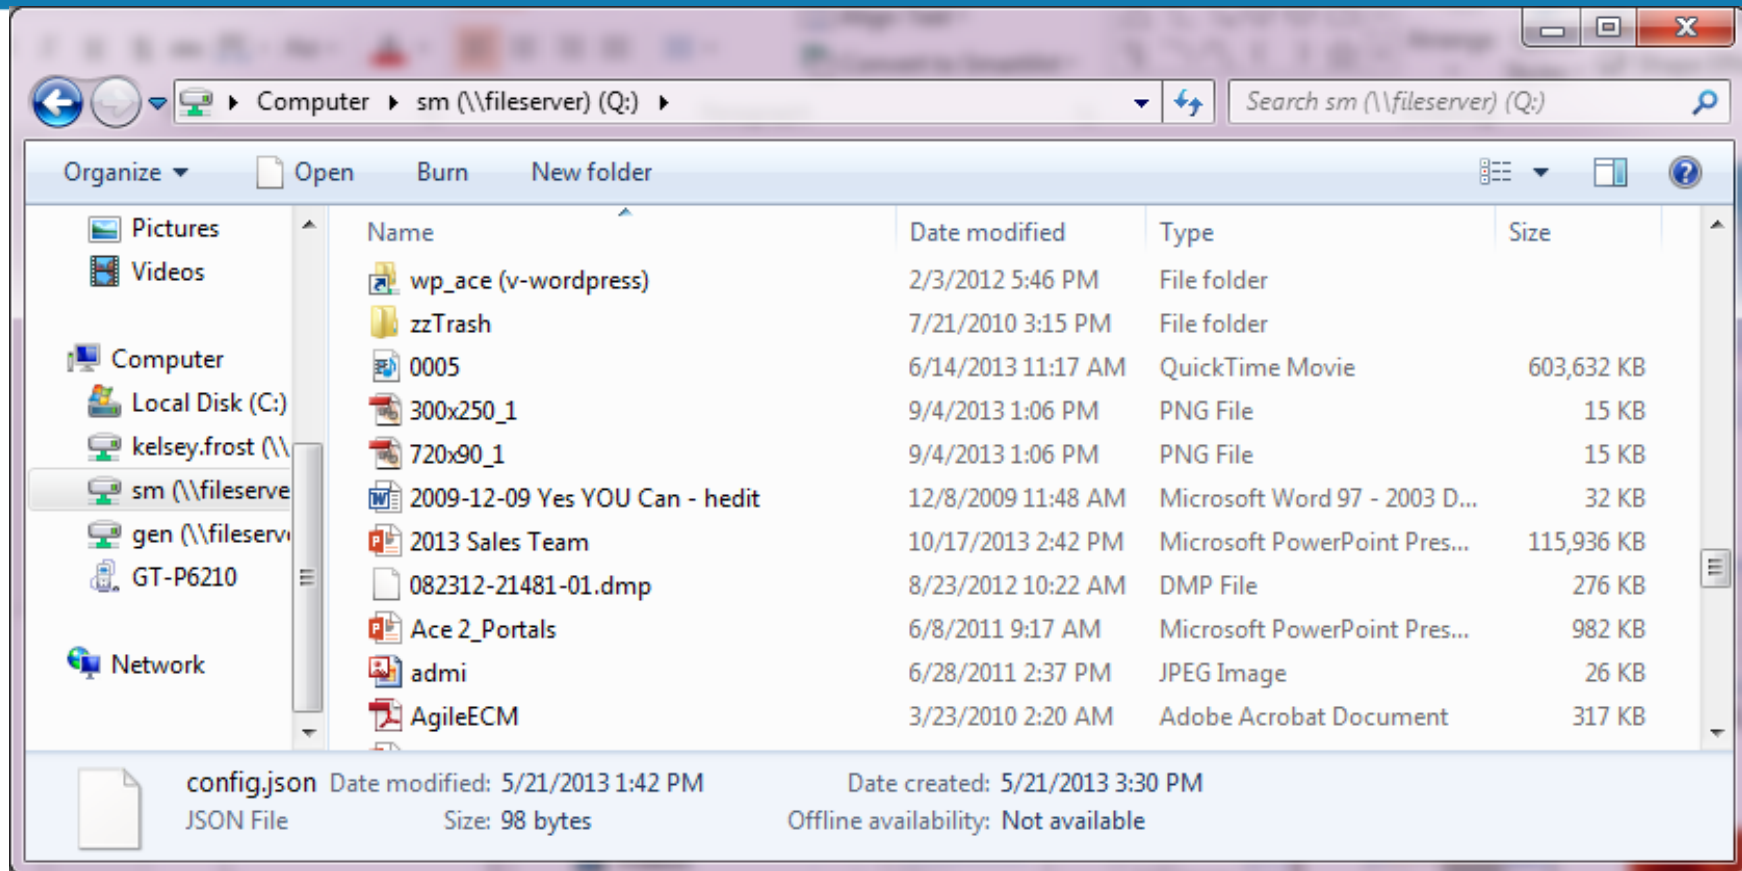 Computer sm (\\fileserver) (Q:)
Search sm (\\fileserver) (Q:)
Organize Open Burn New folder
Pictures
Videos
Computer
Local Disk (C:)
kelsey.frost (\\
sm (\\fileserve
gen (\\fileserv
GT-P6210
Network
Name Date modified Type Size
wp_ace (v-wordpress) 2/3/2012 5:46 PM File folder
zzTrash 7/21/2010 3:15 PM File folder
0005 6/14/2013 11:17 AM QuickTime Movie 603,632 KB
300x250_1 9/4/2013 1:06 PM PNG File 15 KB
720x90_1 9/4/2013 1:06 PM PNG File 15 KB
2009-12-09 Yes YOU Can - hedit 12/8/2009 11:48 AM Microsoft Word 97 - 2003 D... 32 KB
2013 Sales Team 10/17/2013 2:42 PM Microsoft PowerPoint Pres... 115,936 KB
082312-21481-01.dmp 8/23/2012 10:22 AM DMP File 276 KB
Ace 2_Portals 6/8/2011 9:17 AM Microsoft PowerPoint Pres... 982 KB
admi 6/28/2011 2:37 PM JPEG Image 26 KB
AgileECM 3/23/2010 2:20 AM Adobe Acrobat Document 317 KB
config.json Date modified: 5/21/2013 1:42 PM Date created: 5/21/2013 3:30 PM
JSON File Size: 98 bytes Offline availability: Not available